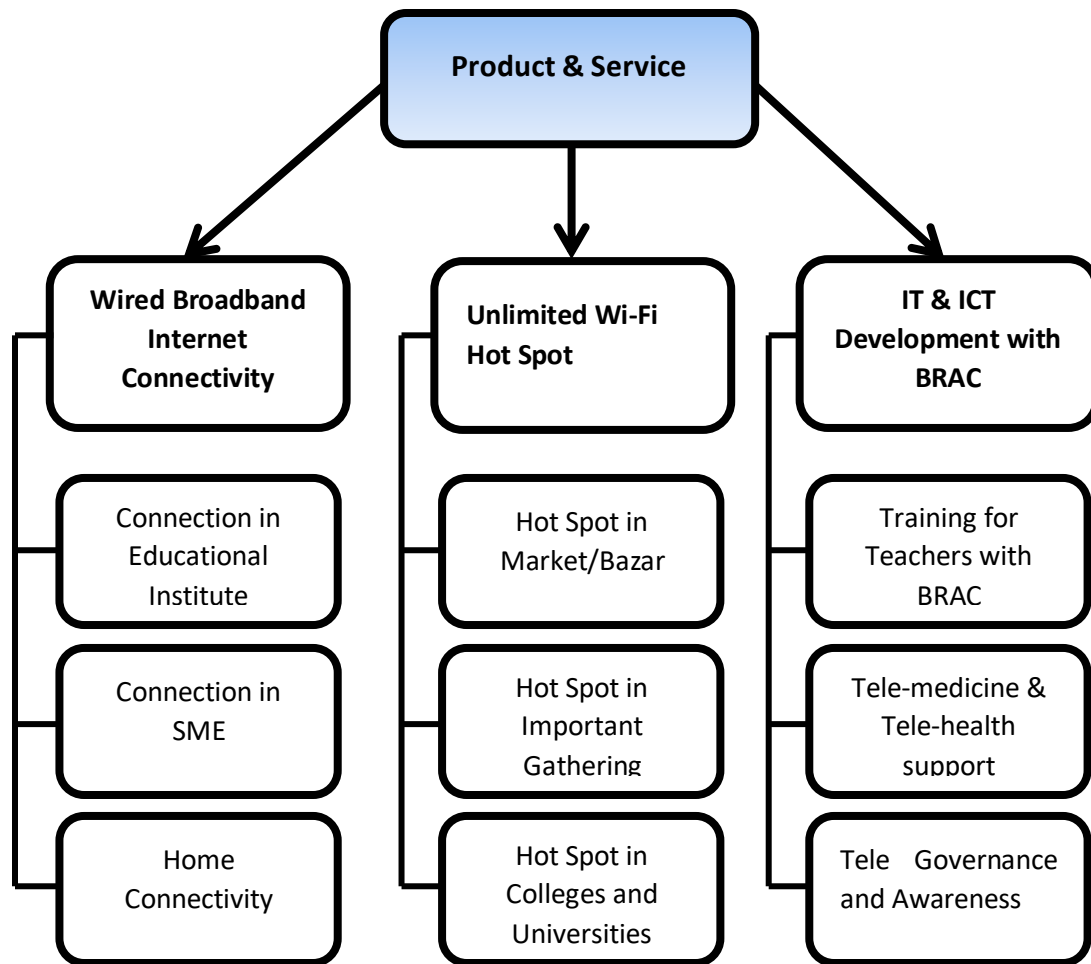 Product & Service
Wired Broadband
Internet
Connectivity
Connection in
Educational
Institute
Connection in
SME
Home
Connectivity
Unlimited Wi-Fi
Hot Spot
Hot Spot in
Market/Bazar
Hot Spot in
Important
Gathering
Hot Spot in
Colleges and
Universities
IT & ICT
Development with
BRAC
Training for
Teachers with
BRAC
Tele-medicine &
Tele-health
support
Tele Governance
and Awareness